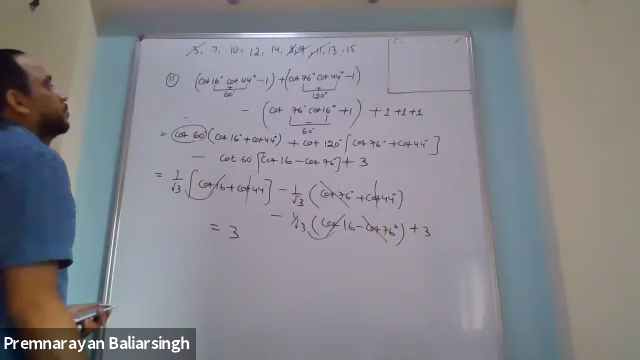 3, 7, 10, 12, 14, 11, 13, 15
(11) (cot 16° cot 44° - 1) + (cot 76° cot 44° - 1)
60° 120°
- (cot 76° cot 16° + 1) + 1 + 1 + 1
60°
= cot 60 (cot 16° + cot 44°) + cot 120° [cot 76° + cot 44°]
- cot 60 [cot 16 - cot 76°] + 3
= 1/√3 [cot 16 + cot 44] - 1/√3 (cot 76° + cot 44°)
- 1/√3 (cot 16 - cot 76°) + 3
= 3
Premnarayan Baliarsingh